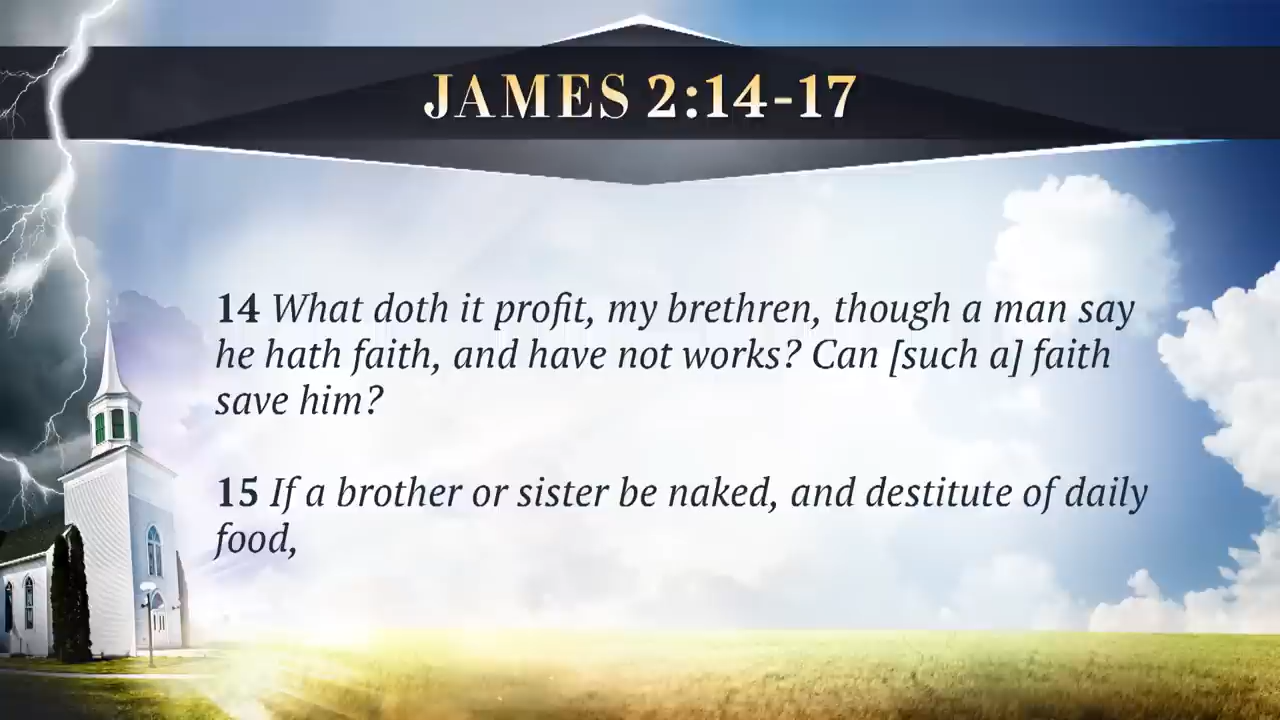 JAMES 2:14-17
14 What doth it profit, my brethren, though a man say
he hath faith, and have not works? Can [such a] faith
save him?
15 If a brother or sister be naked, and destitute of daily
food,